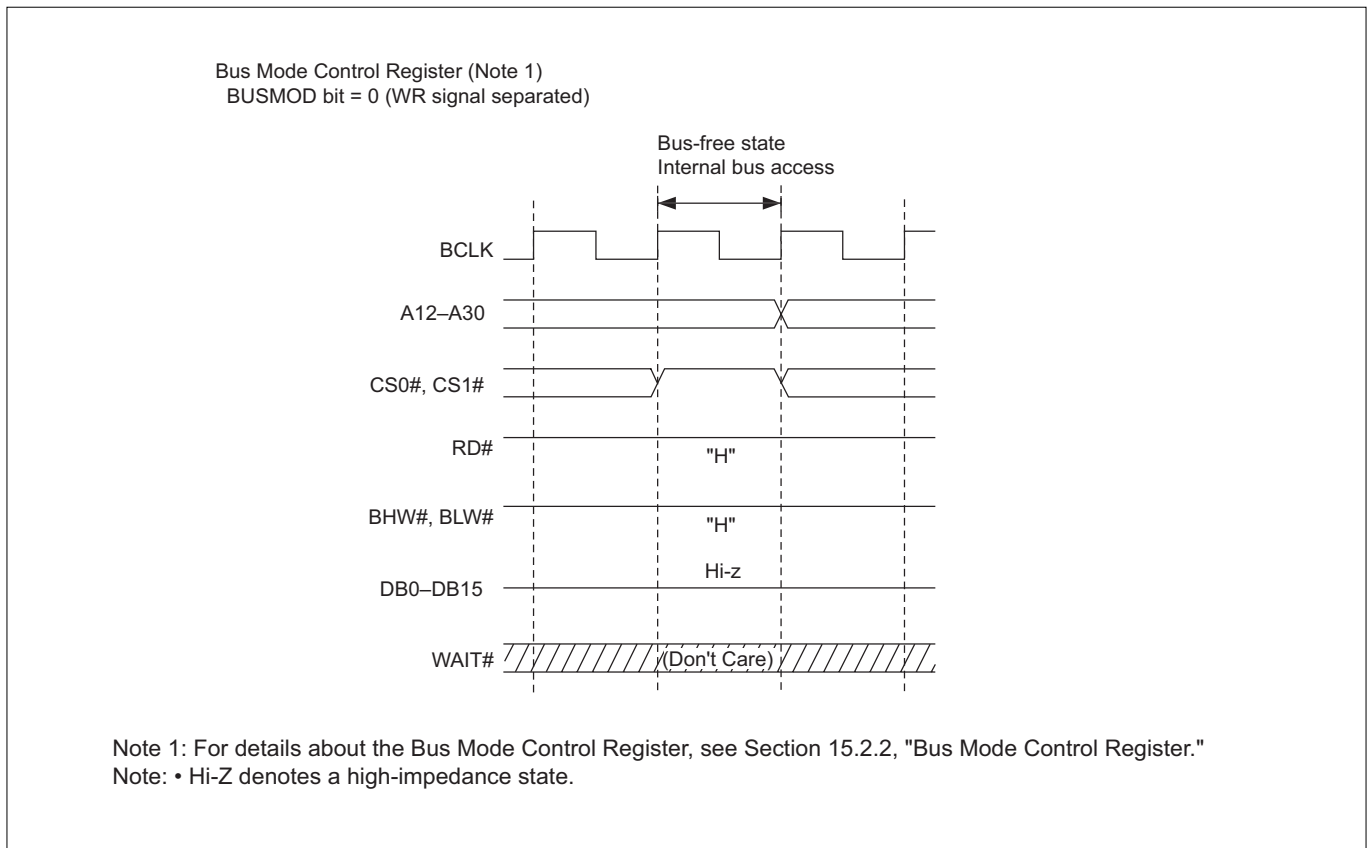 Bus Mode Control Register (Note 1)
BUSMOD bit = 0 (WR signal separated)
Bus-free state
Internal bus access
BCLK
A12–A30
CS0#, CS1#
RD#
"H"
BHW#, BLW#
"H"
Hi-z
DB0–DB15
WAIT#
(Don't Care)
Note 1: For details about the Bus Mode Control Register, see Section 15.2.2, "Bus Mode Control Register."
Note: • Hi-Z denotes a high-impedance state.